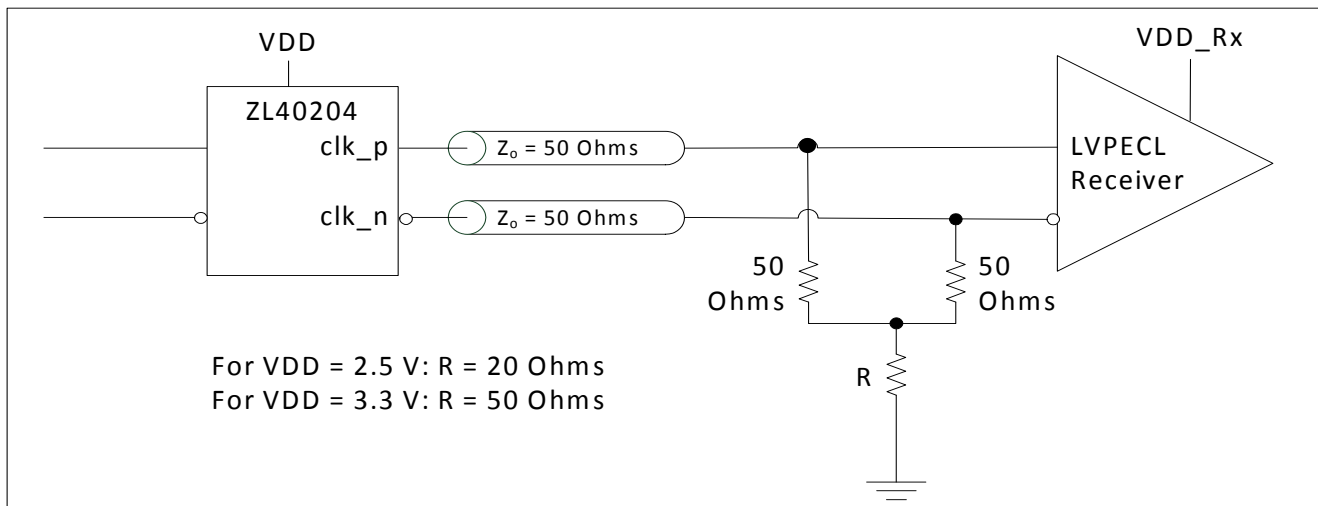 VDD
VDD_Rx
ZL40204
clk_p
Zo = 50 Ohms
LVPECL
Receiver
clk_n
Zo = 50 Ohms
50
Ohms
50
Ohms
R
For VDD = 2.5 V: R = 20 Ohms
For VDD = 3.3 V: R = 50 Ohms